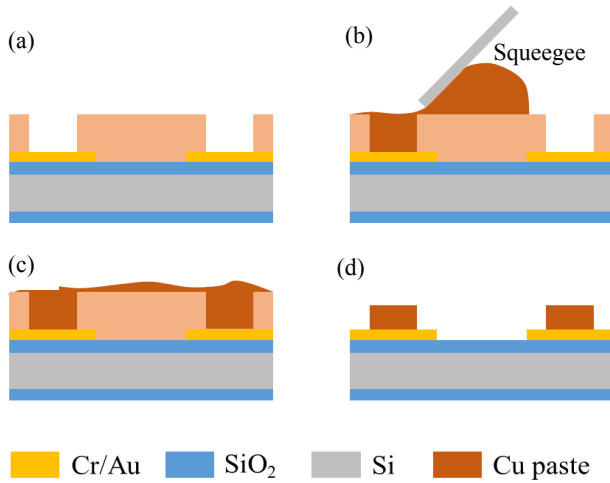 (a)
(b)
Squeegee
(c)
(d)
Cr/Au
SiO₂
Si
Cu paste